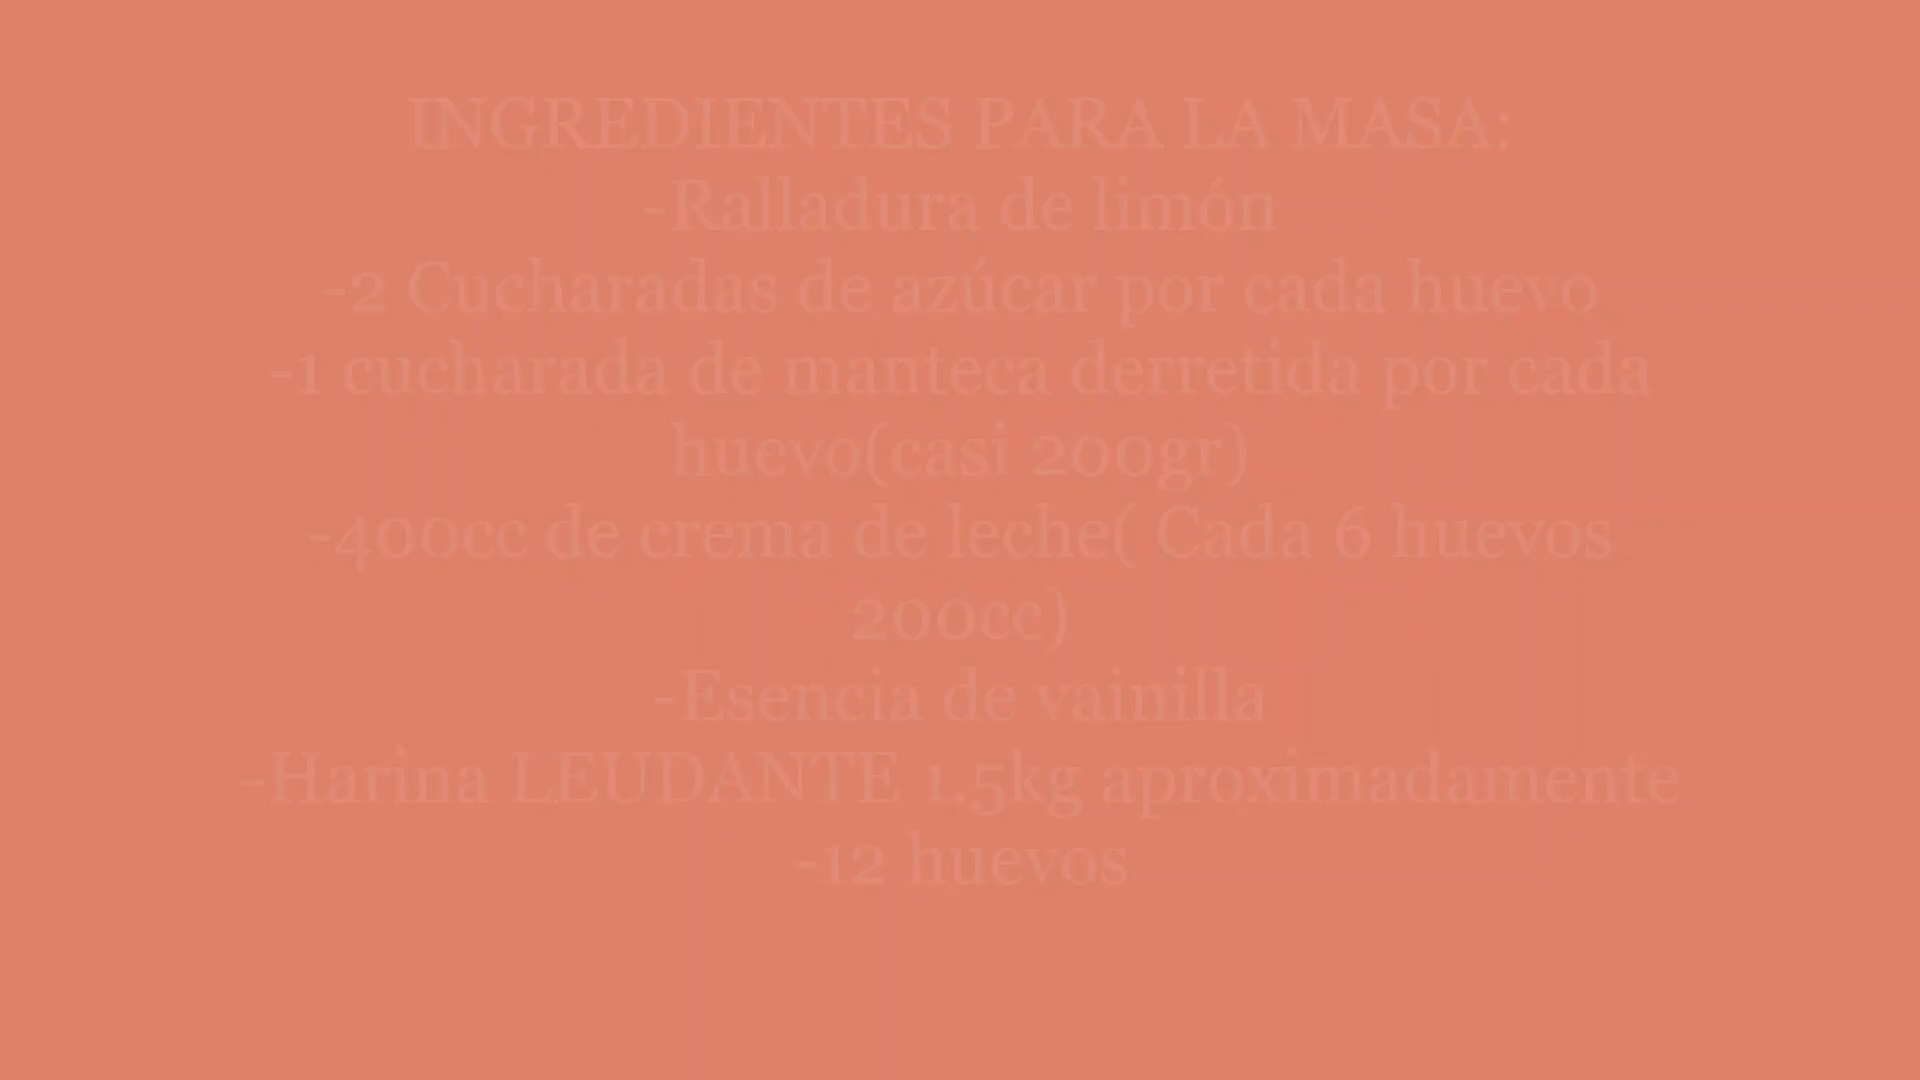 INGREDIENTES PARA LA MASA:
-Ralladura de limón
-2 Cucharadas de azúcar por cada huevo
-1 cucharada de manteca derretida por cada
huevo(casi 200gr)
-400cc de crema de leche( Cada 6 huevos
200cc)
-Esencia de vainilla
-Harina LEUDANTE 1.5kg aproximadamente
-12 huevos